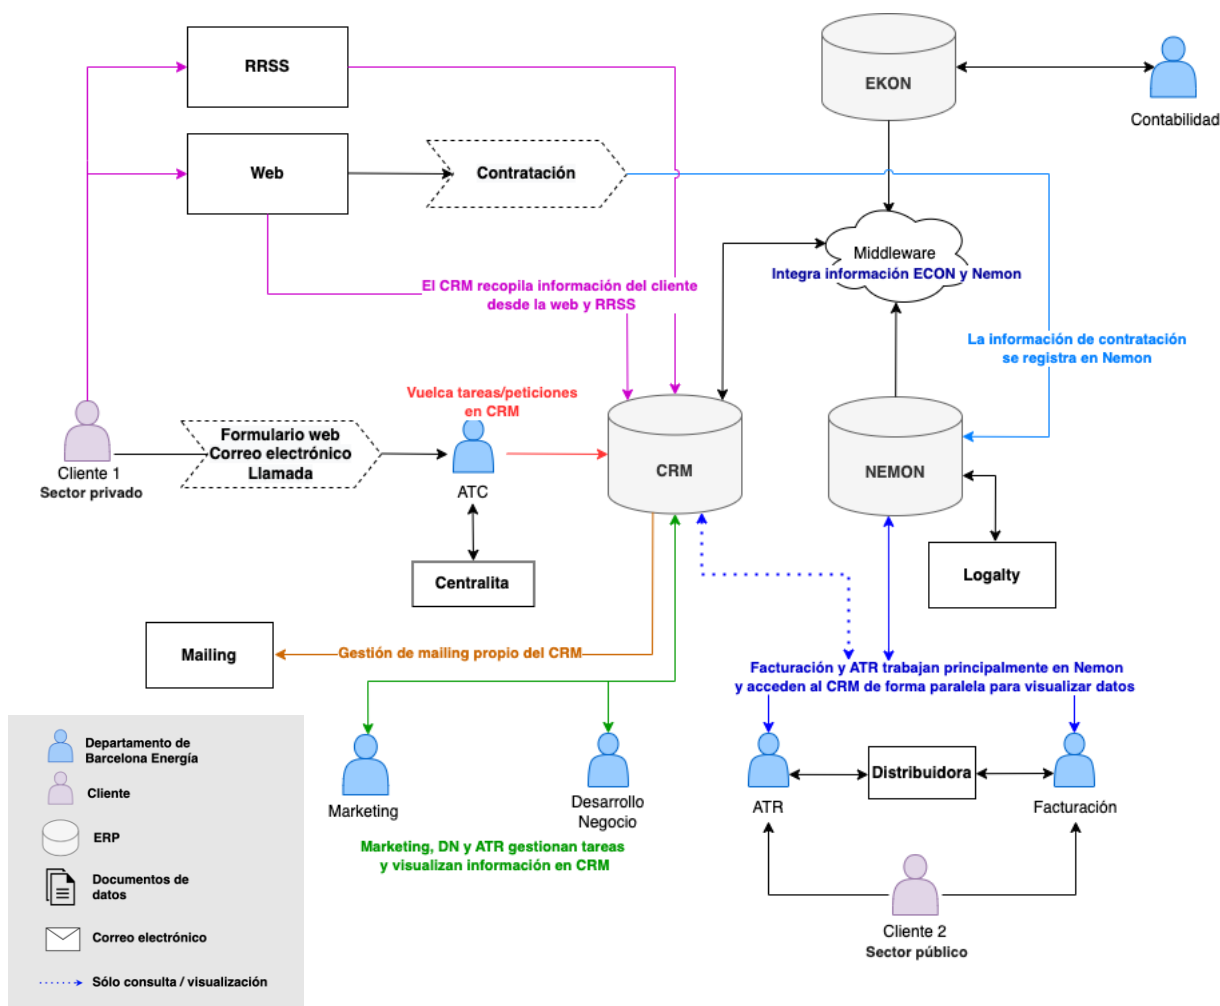 RRSS
EKON
Contabilidad
Web
Contratación
Middleware
Integra información ECON y Nemon
El CRM recopila información del cliente
desde la web y RRSS
La información de contratación
se registra en Nemon
Vuelca tareas/peticiones
en CRM
Formulario web
Correo electrónico
Llamada
Cliente 1
Sector privado
ATC
CRM
NEMON
Centralita
Logalty
Mailing
Gestión de mailing propio del CRM
Facturación y ATR trabajan principalmente en Nemon
y acceden al CRM de forma paralela para visualizar datos
Marketing
Desarrollo
Negocio
ATR
Distribuidora
Facturación
Marketing, DN y ATR gestionan tareas
y visualizan información en CRM
Cliente 2
Sector público
Departamento de
Barcelona Energía
Cliente
ERP
Documentos de
datos
Correo electrónico
Sólo consulta / visualización